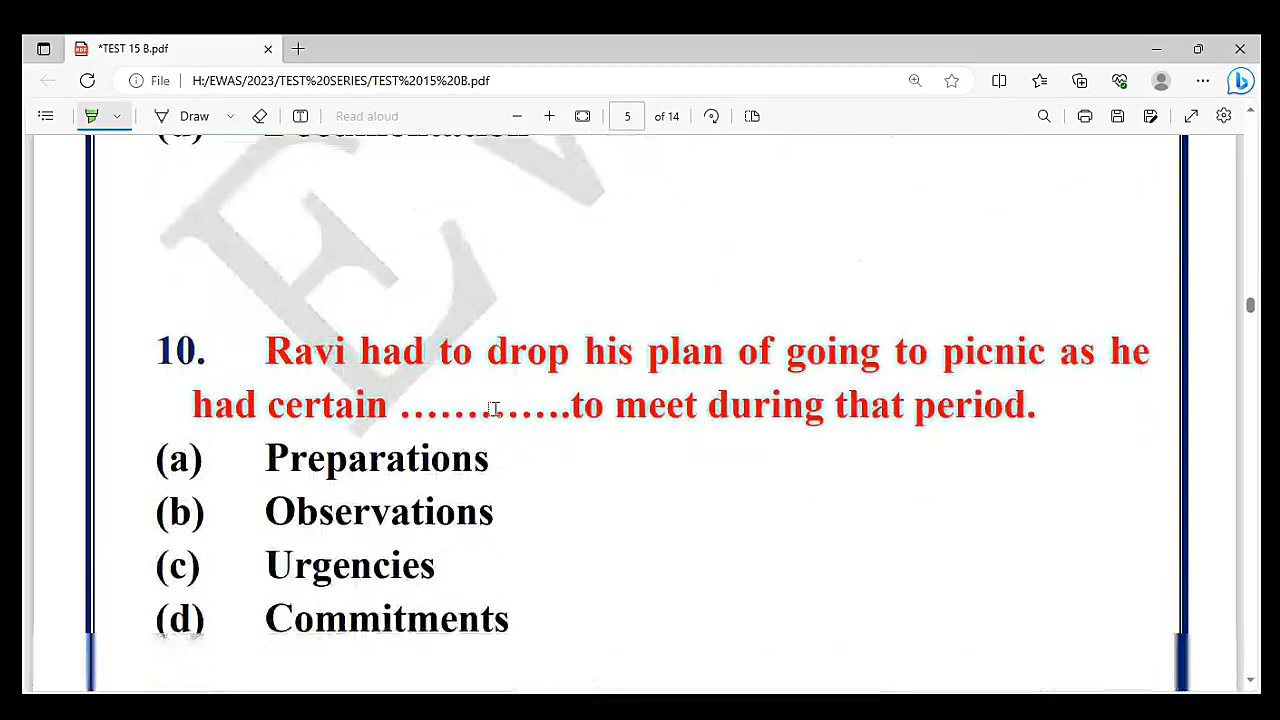 *TEST 15 B.pdf
File H:/EWAS/2023/TEST%20SERIES/TEST%2015%20B.pdf
Draw Read aloud 5 of 14
10. Ravi had to drop his plan of going to picnic as he
had certain .............to meet during that period.
(a) Preparations
(b) Observations
(c) Urgencies
(d) Commitments